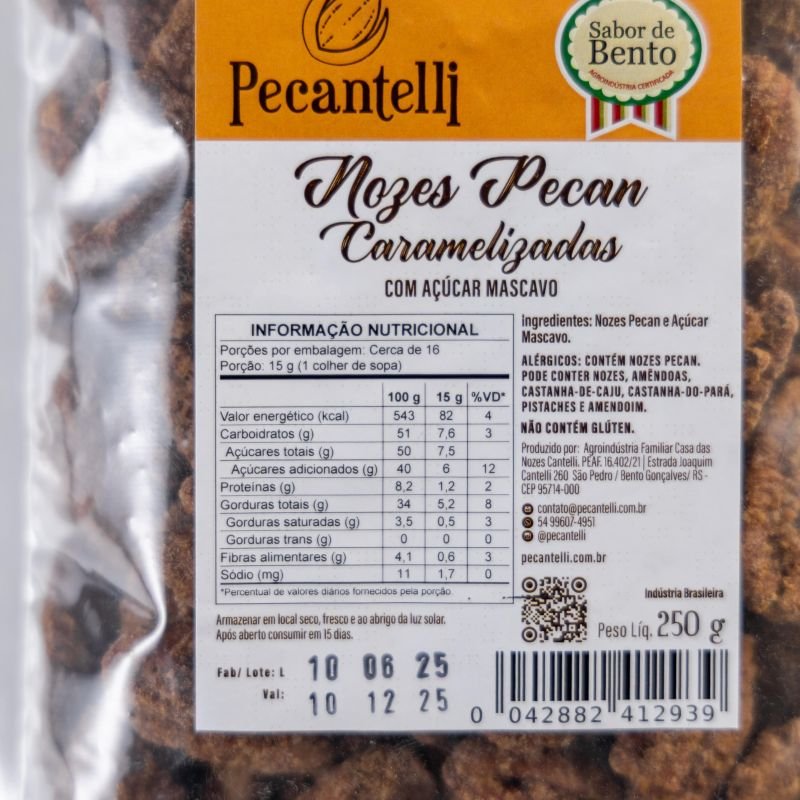 Pecantelli
Sabor de
Bento
AGROINDÚSTRIA CERTIFICADA
Nozes Pecan
Caramelizadas
COM AÇÚCAR MASCAVO
INFORMAÇÃO NUTRICIONAL
Porções por embalagem: Cerca de 16
Porção: 15 g (1 colher de sopa)
100 g 15 g %VD*
Valor energético (kcal) 543 82 4
Carboidratos (g) 51 7,6 3
Açúcares totais (g) 50 7,5
Açúcares adicionados (g) 40 6 12
Proteínas (g) 8,2 1,2 2
Gorduras totais (g) 34 5,2 8
Gorduras saturadas (g) 3,5 0,5 3
Gorduras trans (g) 0 0 0
Fibras alimentares (g) 4,1 0,6 3
Sódio (mg) 11 1,7 0
*Percentual de valores diários fornecidos pela porção
Ingredientes: Nozes Pecan e Açúcar
Mascavo.
ALÉRGICOS: CONTÉM NOZES PECAN.
PODE CONTER NOZES, AMÊNDOAS,
CASTANHA-DE-CAJU, CASTANHA-DO-PARÁ,
PISTACHES E AMENDOIM.
NÃO CONTÉM GLÚTEN.
Produzido por: Agroindústria Familiar Casa das
Nozes Cantelli. PEAF. 16.402/21 | Estrada Joaquim
Cantelli 260 São Pedro / Bento Gonçalves/ RS -
CEP 95714-000
contato@pecantelli.com.br
54 99607-4951
@pecantelli
pecantelli.com.br
Indústria Brasileira
Peso Líq. 250 g
Armazenar em local seco, fresco e ao abrigo da luz solar.
Após aberto consumir em 15 dias.
Fab/ Lote: L 10 06 25
Val: 10 12 25
0 042882 412939